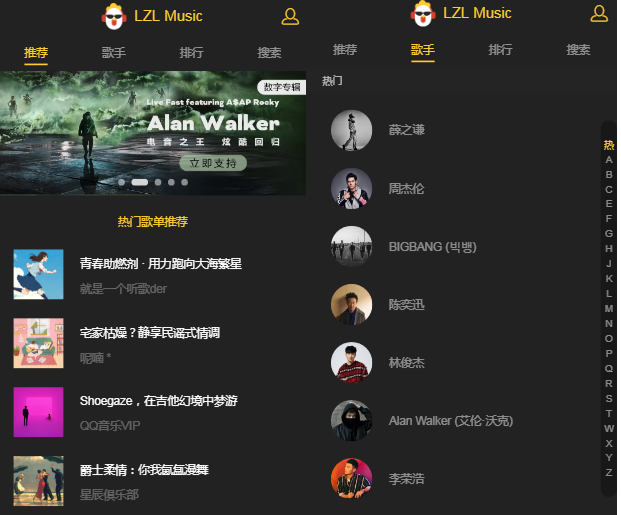 LZL Music
推荐
歌手
排行
搜索
数字专辑
Live Fast featuring A$AP Rocky
Alan Walker
电音之王 炫酷回归
立即支持
热门歌单推荐
青春助燃剂 · 用力跑向大海繁星
就是一个听歌der
宅家枯燥？静享民谣式情调
呢喃 *
Shoegaze，在吉他幻境中梦游
QQ音乐VIP
爵士柔情：你我氤氲漫舞
星辰俱乐部
LZL Music
推荐
歌手
排行
搜索
热门
薛之谦
周杰伦
BIGBANG (빅뱅)
陈奕迅
林俊杰
Alan Walker (艾伦·沃克)
李荣浩
热
A
B
C
E
F
G
H
J
K
L
M
N
O
P
Q
R
S
T
W
X
Y
Z